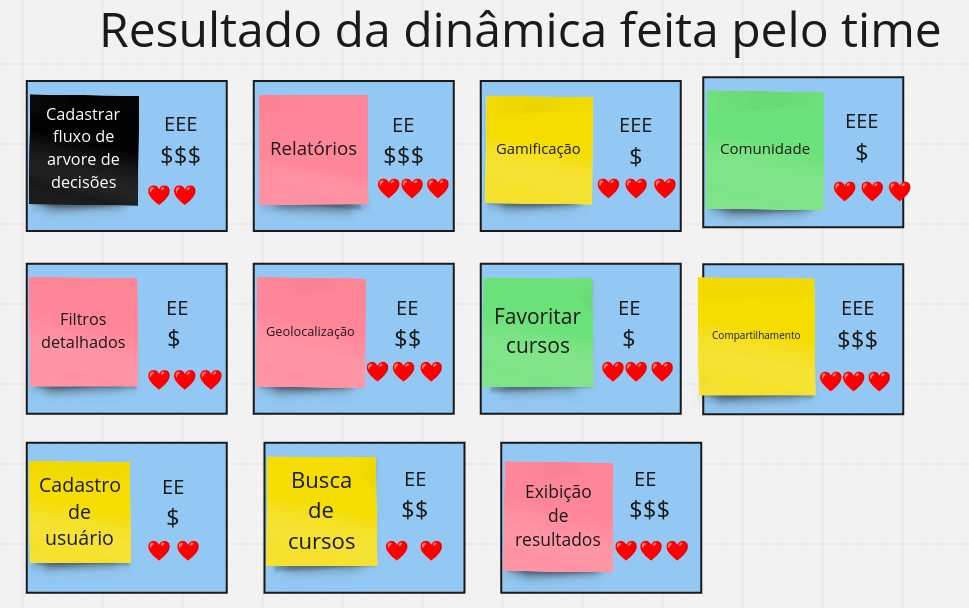 Resultado da dinâmica feita pelo time
Cadastrar
fluxo de
arvore de
decisões
EEE
$$$
Relatórios
EE
$$$
Gamificação
EEE
$
Comunidade
EEE
$
Filtros
detalhados
EE
$
Geolocalização
EE
$$
Favoritar
cursos
EE
$
Compartilhamento
EEE
$$$
Cadastro
de
usuário
EE
$
Busca
de
cursos
EE
$$
Exibição
de
resultados
EE
$$$